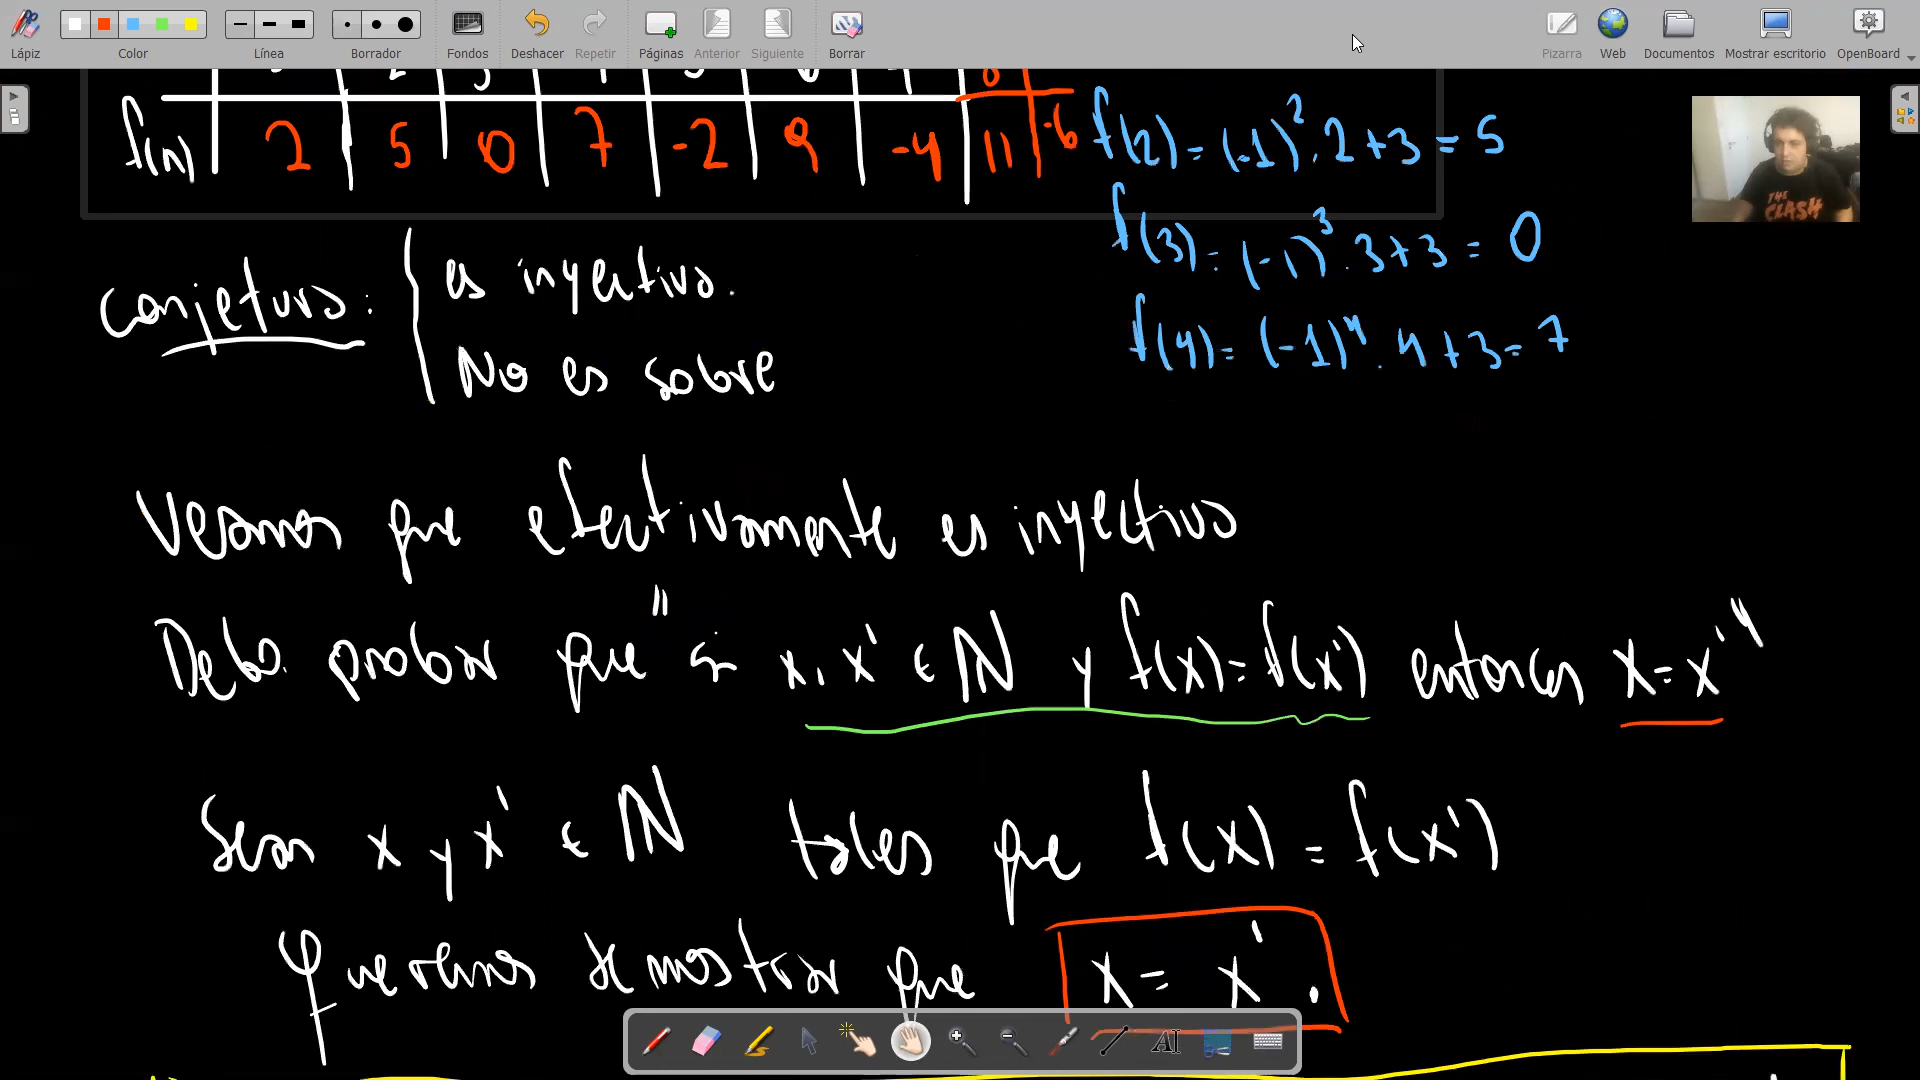 Lápiz Color Línea Borrador Fondos Deshacer Repetir Páginas Anterior Siguiente Borrar Pizarra Web Documentos Mostrar escritorio OpenBoard
f(n) 2 5 0 7 -2 9 -4 11 -6
f(2) = (-1)² . 2 + 3 = 5
f(3) = (-1)³ . 3 + 3 = 0
f(4) = (-1)⁴ . 4 + 3 = 7
THE CLASH
Conjetura: es inyectiva.
No es sobre
Veamos que efectivamente es inyectiva
Debo probar que "si x, x' ∈ ℕ y f(x) = f(x') entonces x = x'"
Sean x y x' ∈ ℕ tales que f(x) = f(x')
Queremos demostrar que x = x' .